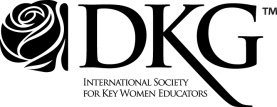 DKG™
INTERNATIONAL SOCIETY
FOR KEY WOMEN EDUCATORS